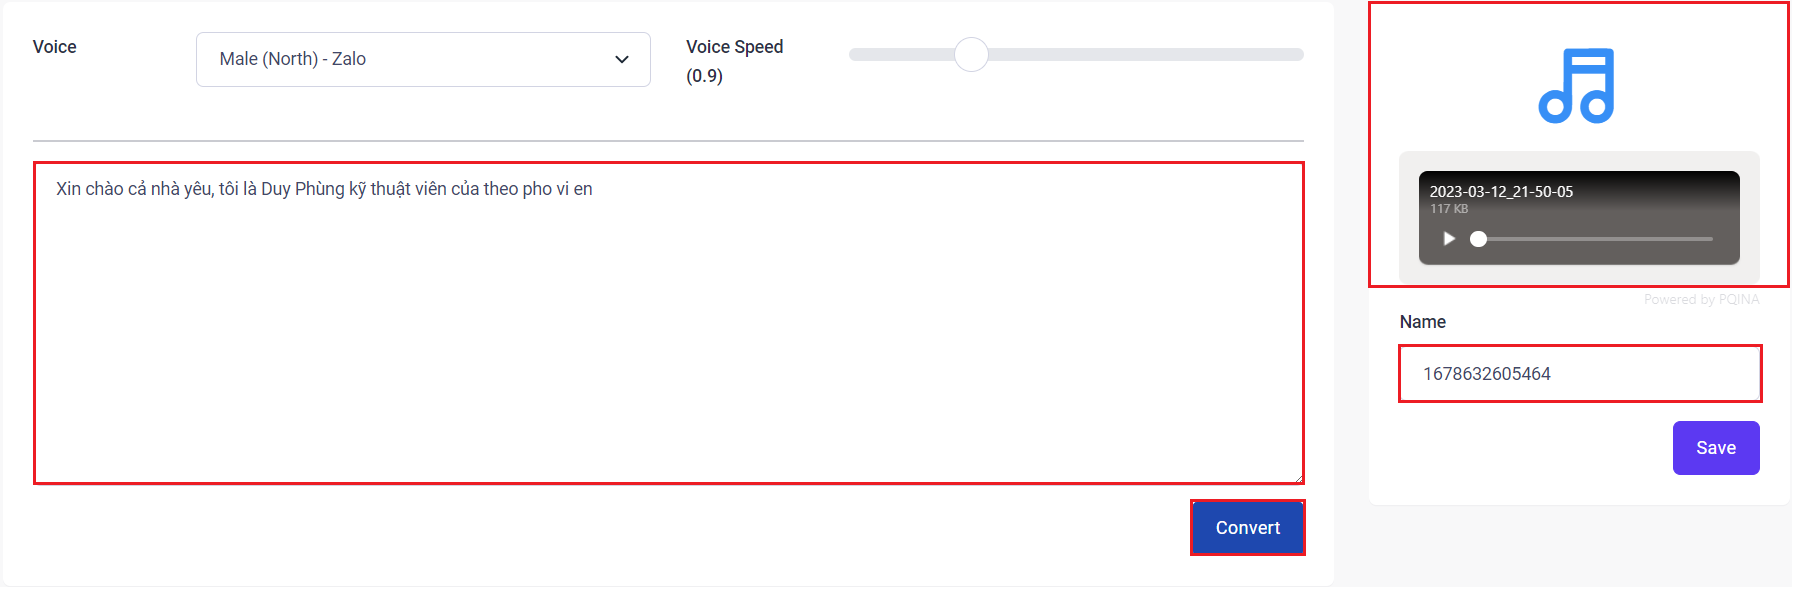 Voice
Male (North) - Zalo
Voice Speed
(0.9)
Xin chào cả nhà yêu, tôi là Duy Phùng kỹ thuật viên của theo pho vi en
Convert
2023-03-12_21-50-05
117 KB
Powered by PQINA
Name
1678632605464
Save